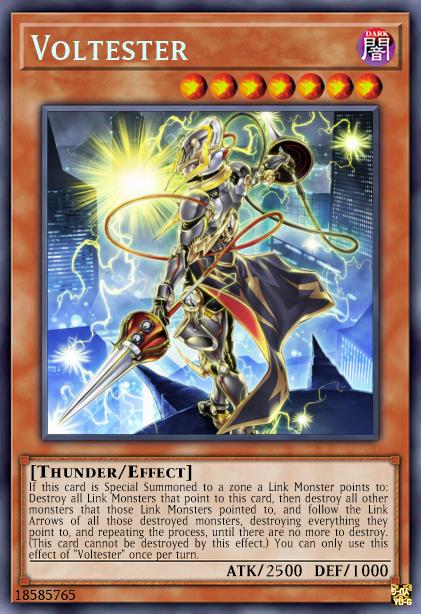 VOLTESTER
DARK
闇
[THUNDER/EFFECT]
If this card is Special Summoned to a zone a Link Monster points to:
Destroy all Link Monsters that point to this card, then destroy all other
monsters that those Link Monsters pointed to, and follow the Link
Arrows of all those destroyed monsters, destroying everything they
point to, and repeating the process, until there are no more to destroy.
(This card cannot be destroyed by this effect.) You can only use this
effect of "Voltester" once per turn.
ATK/2500 DEF/1000
18585765